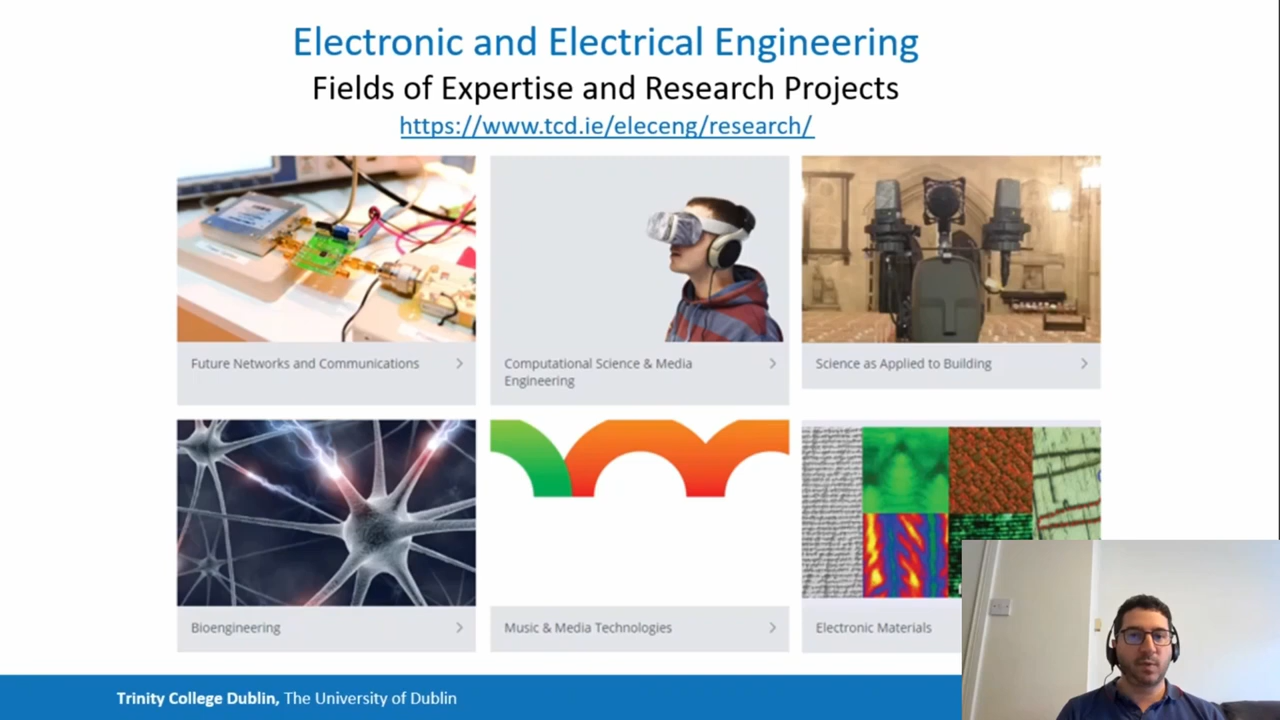 Electronic and Electrical Engineering
Fields of Expertise and Research Projects
https://www.tcd.ie/eleceng/research/
Future Networks and Communications
Computational Science & Media
Engineering
Science as Applied to Building
Bioengineering
Music & Media Technologies
Electronic Materials
Trinity College Dublin, The University of Dublin